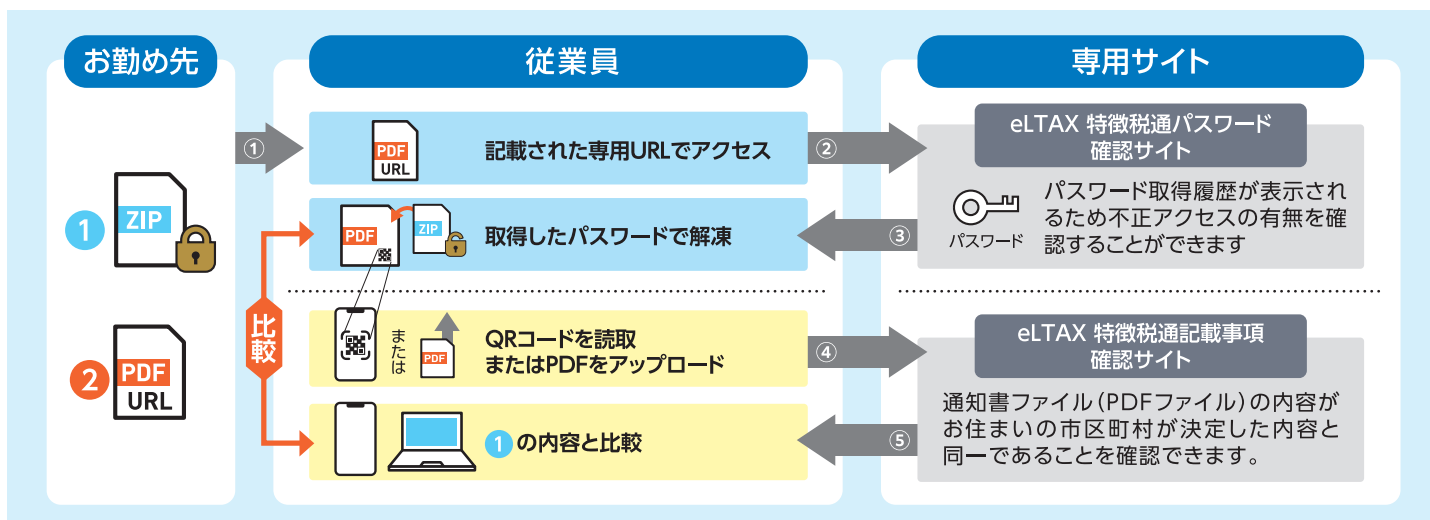 お勤め先
従業員
専用サイト
1
ZIP
2
PDF
URL
①
PDF
URL
記載された専用URLでアクセス
②
eLTAX 特徴税通パスワード
確認サイト
パスワード
パスワード取得履歴が表示され
るため不正アクセスの有無を確
認することができます
PDF
ZIP
取得したパスワードで解凍
③
比較
または
PDF
QRコードを読取
またはPDFをアップロード
④
eLTAX 特徴税通記載事項
確認サイト
通知書ファイル（PDFファイル）の内容が
お住まいの市区町村が決定した内容と
同一であることを確認できます。
1の内容と比較
⑤